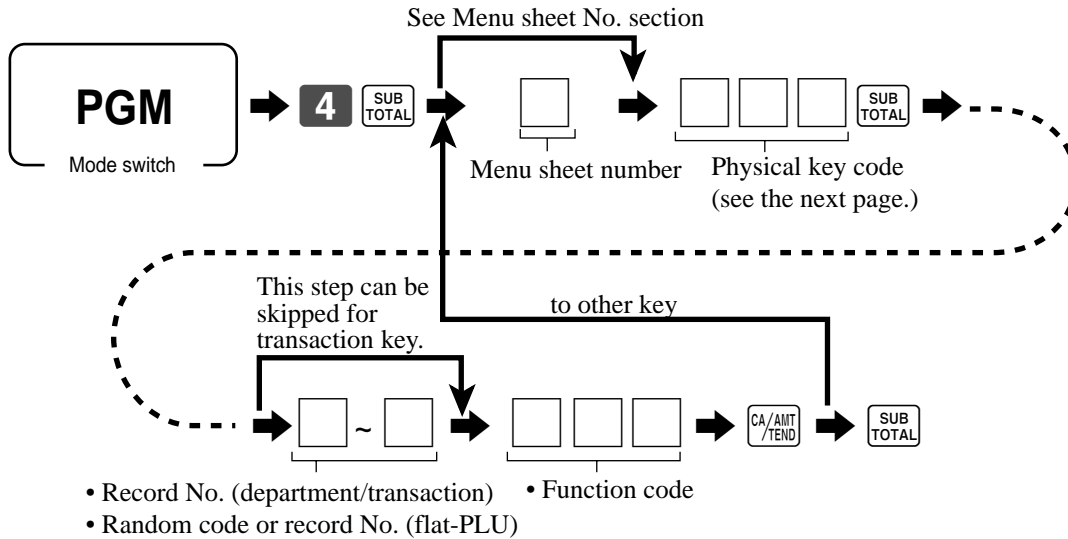 See Menu sheet No. section
PGM
Mode switch
4
SUB
TOTAL
Menu sheet number
SUB
TOTAL
Physical key code
(see the next page.)
This step can be
skipped for
transaction key.
to other key
~
CA/AMT
/TEND
SUB
TOTAL
• Record No. (department/transaction)
• Random code or record No. (flat-PLU)
• Function code